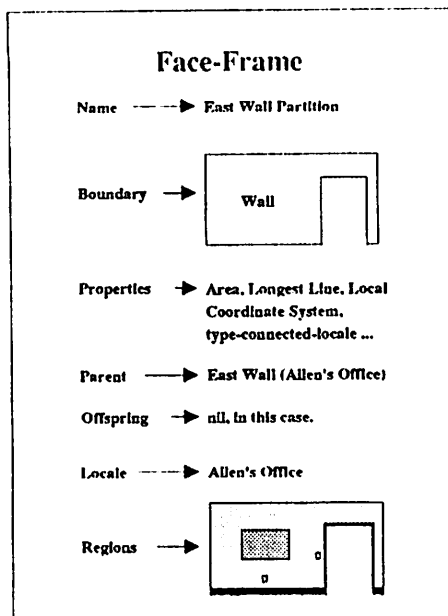 Face-Frame
Name East Wall Partition
Boundary Wall
Properties Area, Longest Line, Local
Coordinate System,
type-connected-locale ...
Parent East Wall (Allen's Office)
Offspring nil, in this case.
Locale Allen's Office
Regions